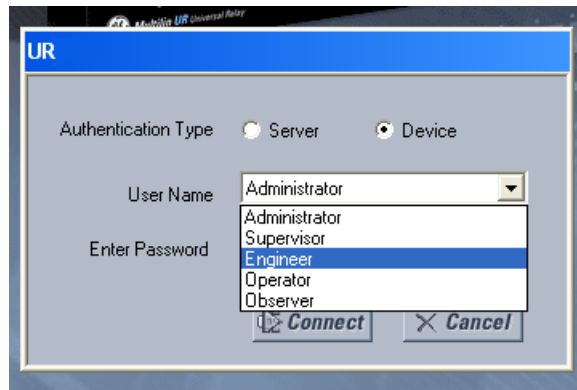 Multilin UR Universal Relay
UR
Authentication Type Server Device
User Name Administrator
Administrator
Supervisor
Enter Password
Engineer
Operator
Observer
Connect Cancel